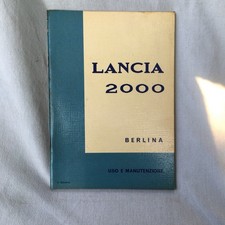 LANCIA
2000
BERLINA
USO E MANUTENZIONE